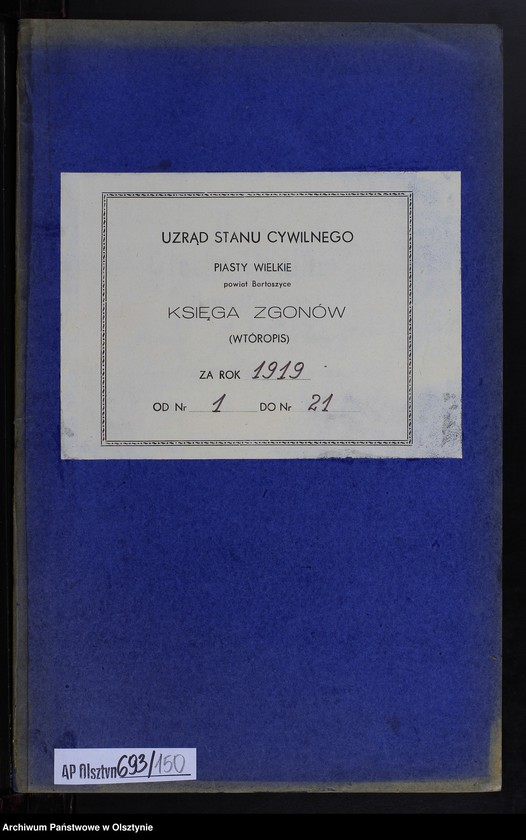 UZRĄD STANU CYWILNEGO
PIASTY WIELKIE
powiat Bartoszyce
KSIĘGA ZGONÓW
(WTÓROPIS)
ZA ROK 1919
OD Nr 1 DO Nr 21
AP Olsztyn 693/150
Archiwum Państwowe w Olsztynie